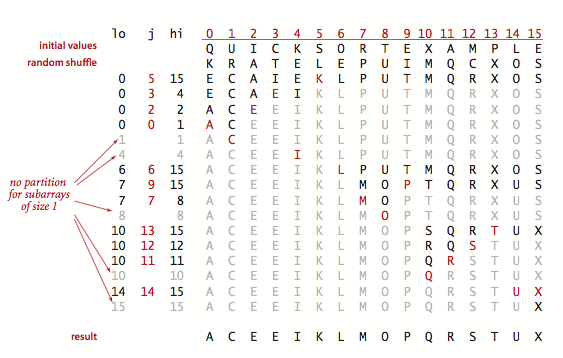 lo j hi 0 1 2 3 4 5 6 7 8 9 10 11 12 13 14 15
initial values Q U I C K S O R T E X A M P L E
random shuffle K R A T E L E P U I M Q C X O S
0 5 15 E C A I E K L P U T M Q R X O S
0 3 4 E C A E I K L P U T M Q R X O S
0 2 2 A C E E I K L P U T M Q R X O S
0 0 1 A C E E I K L P U T M Q R X O S
1 1 A C E E I K L P U T M Q R X O S
4 4 A C E E I K L P U T M Q R X O S
6 6 15 A C E E I K L P U T M Q R X O S
no partition
for subarrays
of size 1
7 9 15 A C E E I K L M O P T Q R X U S
7 7 8 A C E E I K L M O P T Q R X U S
8 8 A C E E I K L M O P T Q R X U S
10 13 15 A C E E I K L M O P S Q R T U X
10 12 12 A C E E I K L M O P R Q S T U X
10 11 11 A C E E I K L M O P Q R S T U X
10 10 A C E E I K L M O P Q R S T U X
14 14 15 A C E E I K L M O P Q R S T U X
15 15 A C E E I K L M O P Q R S T U X
result A C E E I K L M O P Q R S T U X